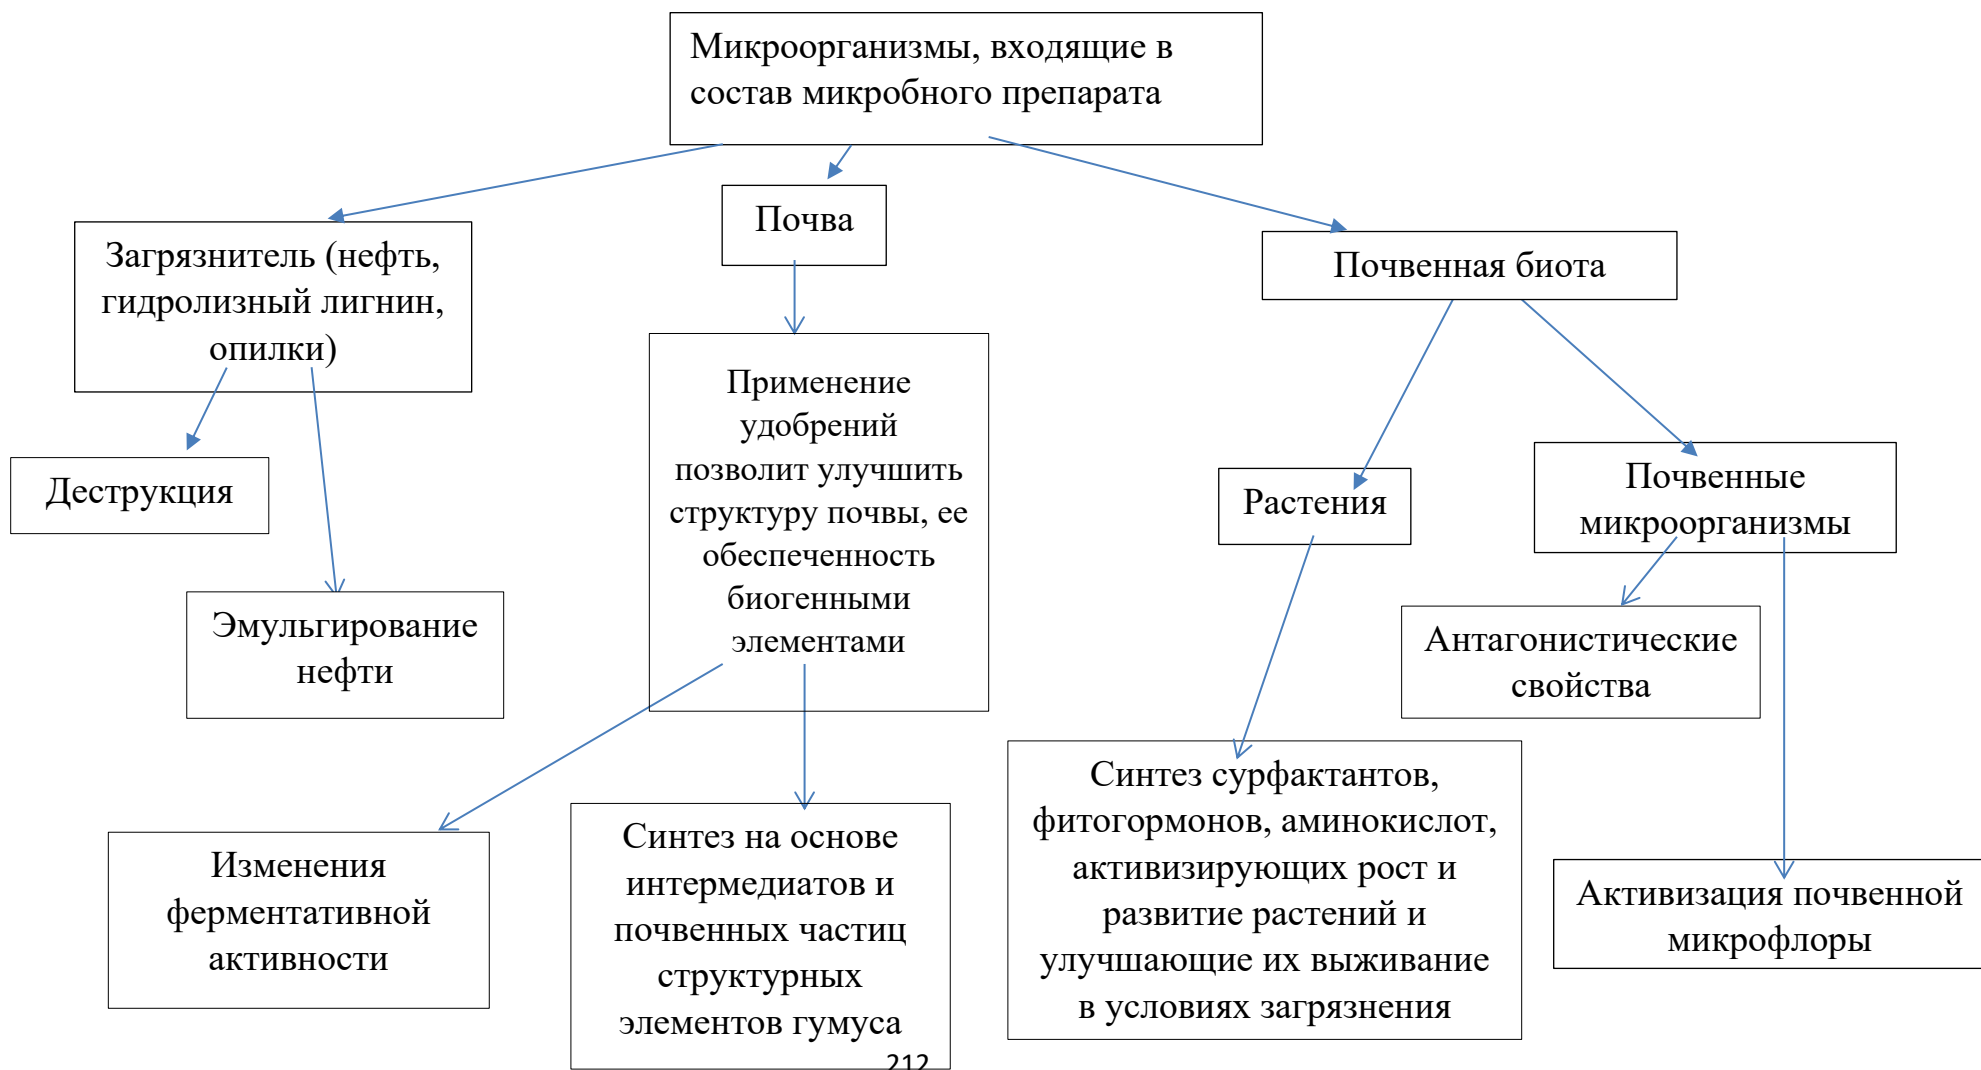 Микроорганизмы, входящие в
состав микробного препарата
Почва
Загрязнитель (нефть,
гидролизный лигнин,
опилки)
Почвенная биота
Применение
удобрений
позволит улучшить
структуру почвы, ее
обеспеченность
биогенными
элементами
Деструкция
Растения
Почвенные
микроорганизмы
Эмульгирование
нефти
Антагонистические
свойства
Изменения
ферментативной
активности
Синтез на основе
интермедиатов и
почвенных частиц
структурных
элементов гумуса
Синтез сурфактантов,
фитогормонов, аминокислот,
активизирующих рост и
развитие растений и
улучшающие их выживание
в условиях загрязнения
Активизация почвенной
микрофлоры
212